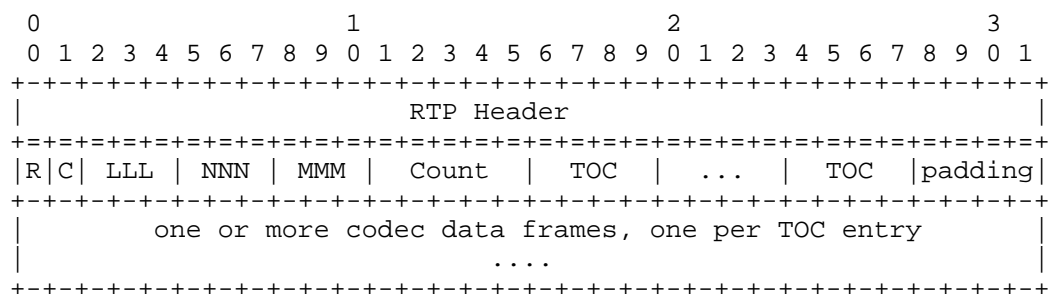 0                   1                   2                   3
 0 1 2 3 4 5 6 7 8 9 0 1 2 3 4 5 6 7 8 9 0 1 2 3 4 5 6 7 8 9 0 1
+-+-+-+-+-+-+-+-+-+-+-+-+-+-+-+-+-+-+-+-+-+-+-+-+-+-+-+-+-+-+-+-+
|                        RTP Header                             |
+=+=+=+=+=+=+=+=+=+=+=+=+=+=+=+=+=+=+=+=+=+=+=+=+=+=+=+=+=+=+=+=+
|R|C| LLL | NNN | MMM |  Count  |  TOC  |  ...  |  TOC  |padding|
+-+-+-+-+-+-+-+-+-+-+-+-+-+-+-+-+-+-+-+-+-+-+-+-+-+-+-+-+-+-+-+-+
|        one or more codec data frames, one per TOC entry       |
|                             ....                              |
+-+-+-+-+-+-+-+-+-+-+-+-+-+-+-+-+-+-+-+-+-+-+-+-+-+-+-+-+-+-+-+-+